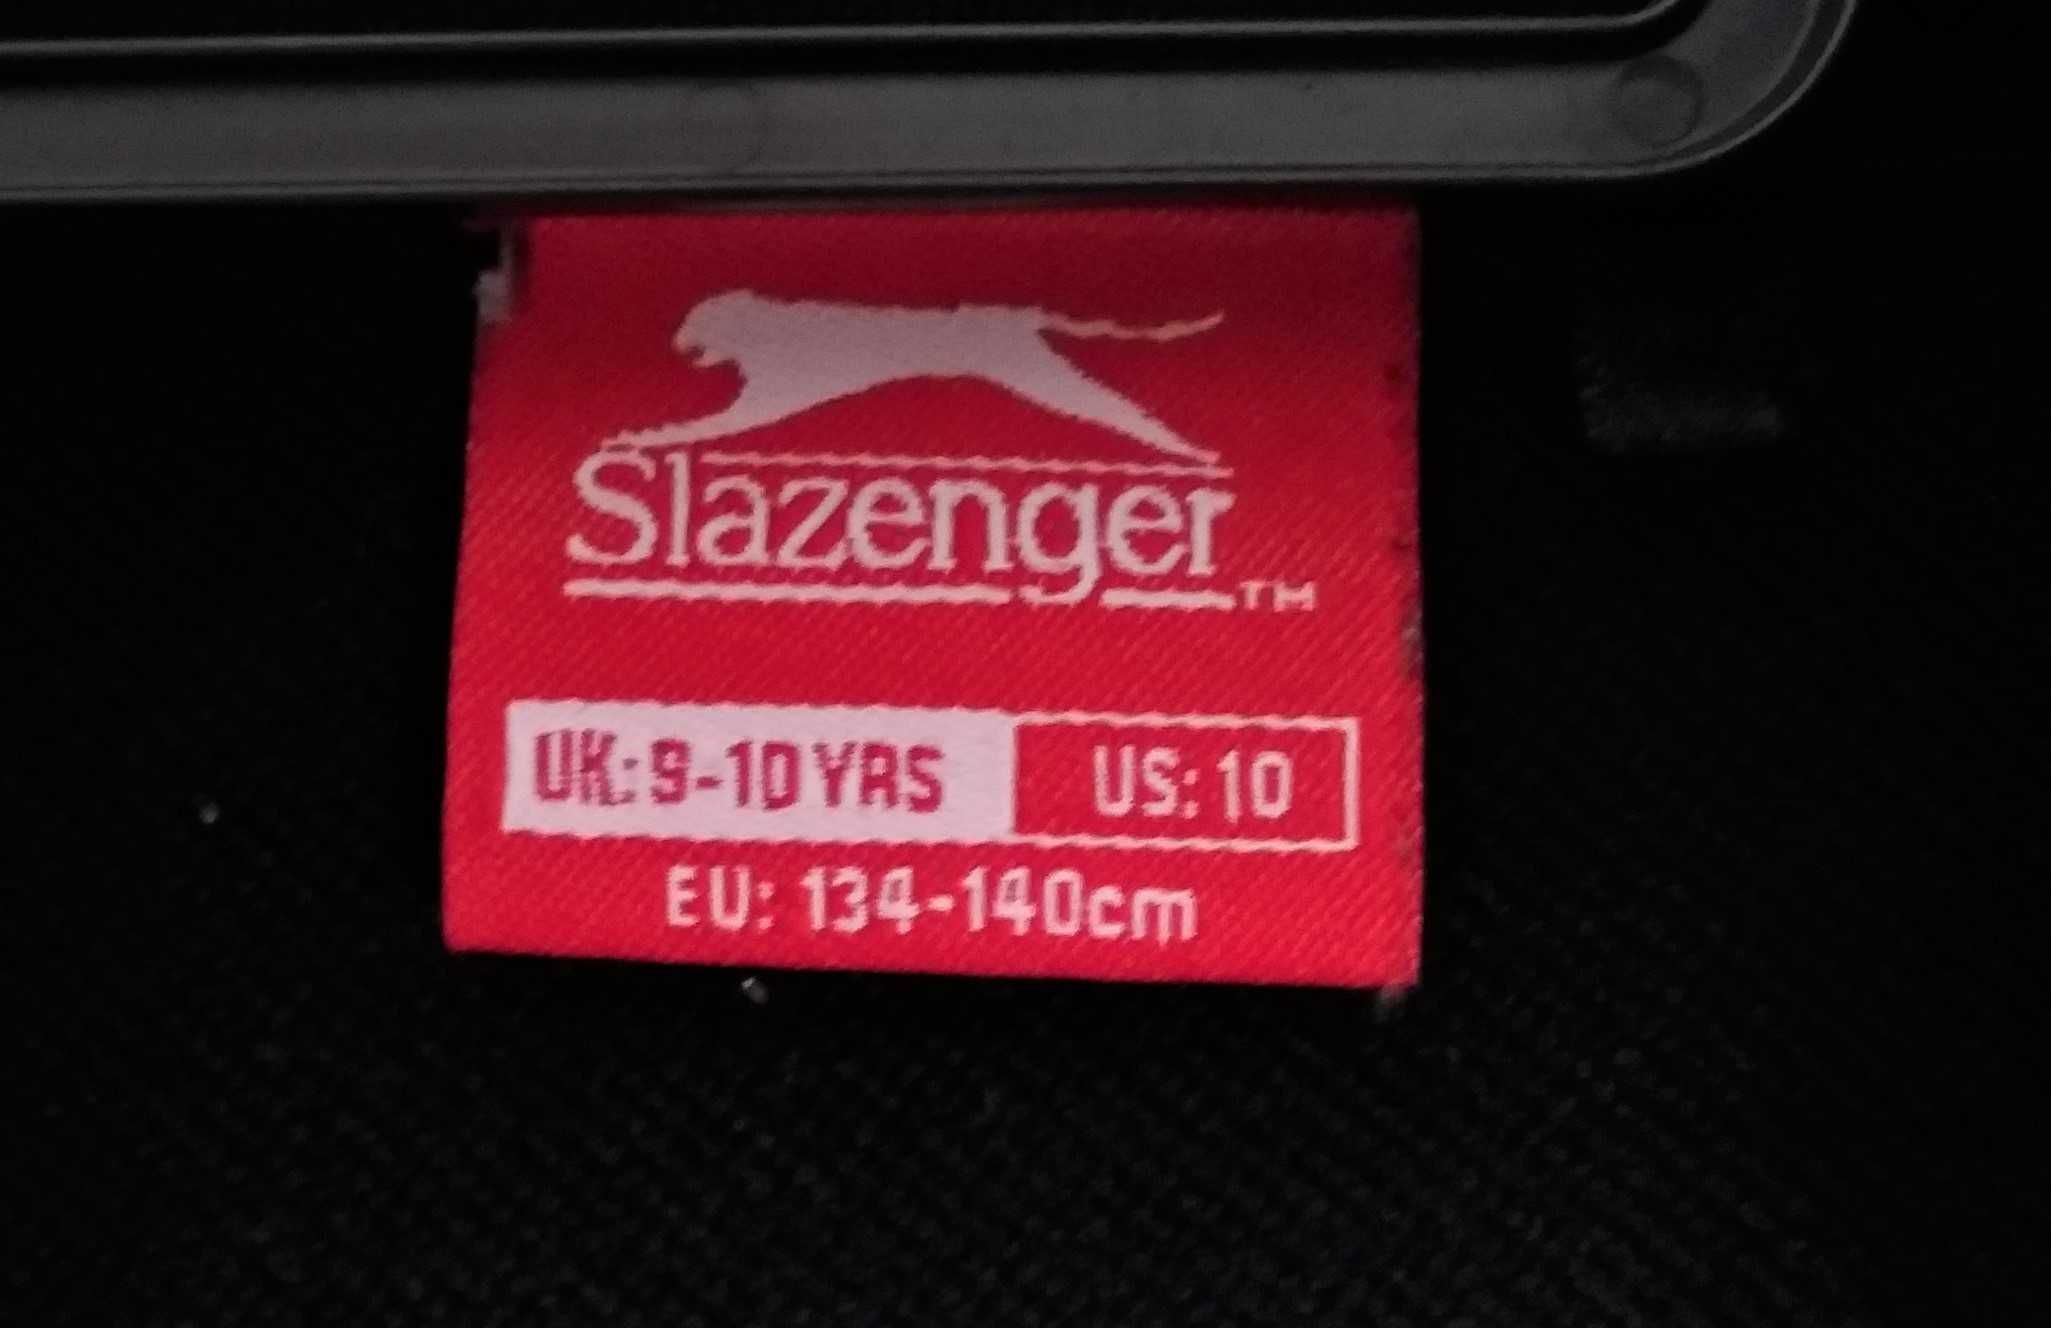 Slazenger™
UK: 9-10 YRS US: 10
EU: 134-140cm